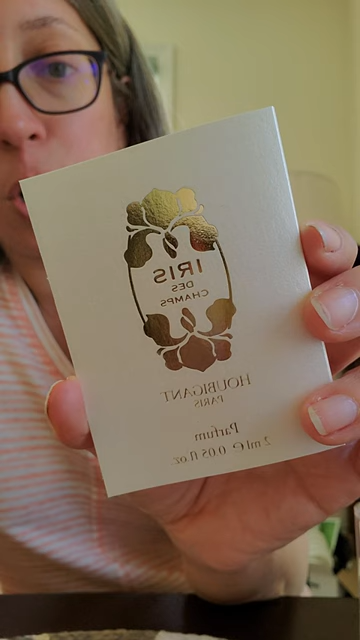 IRIS
DES
CHAMPS
HOUBIGANT
PARIS
Parfum
2 ml ℮ 0.05 fl.oz.